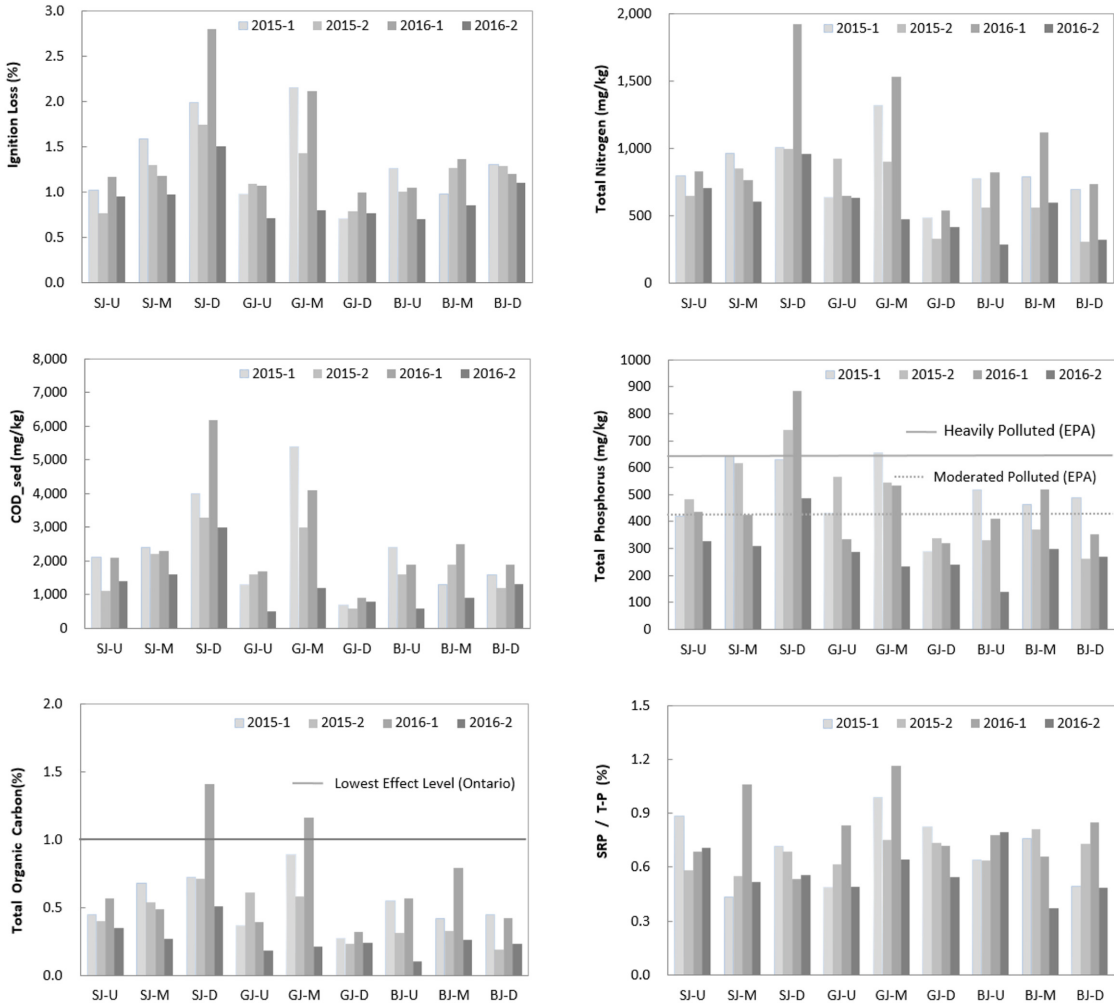 Ignition Loss (%)
3.0
2.5
2.0
1.5
1.0
0.5
0.0
2015-1 2015-2 2016-1 2016-2
SJ-U SJ-M SJ-D GJ-U GJ-M GJ-D BJ-U BJ-M BJ-D
Total Nitrogen (mg/kg)
2,000
1,500
1,000
500
0
2015-1 2015-2 2016-1 2016-2
SJ-U SJ-M SJ-D GJ-U GJ-M GJ-D BJ-U BJ-M BJ-D
COD_sed (mg/kg)
8,000
7,000
6,000
5,000
4,000
3,000
2,000
1,000
0
2015-1 2015-2 2016-1 2016-2
SJ-U SJ-M SJ-D GJ-U GJ-M GJ-D BJ-U BJ-M BJ-D
Total Phosphorus (mg/kg)
1000
900
800
700
600
500
400
300
200
100
0
2015-1 2015-2 2016-1 2016-2
Heavily Polluted (EPA)
Moderated Polluted (EPA)
SJ-U SJ-M SJ-D GJ-U GJ-M GJ-D BJ-U BJ-M BJ-D
Total Organic Carbon(%)
2.0
1.5
1.0
0.5
0.0
2015-1 2015-2 2016-1 2016-2
Lowest Effect Level (Ontario)
SJ-U SJ-M SJ-D GJ-U GJ-M GJ-D BJ-U BJ-M BJ-D
SRP / T-P (%)
1.5
1.2
0.9
0.6
0.3
0.0
2015-1 2015-2 2016-1 2016-2
SJ-U SJ-M SJ-D GJ-U GJ-M GJ-D BJ-U BJ-M BJ-D